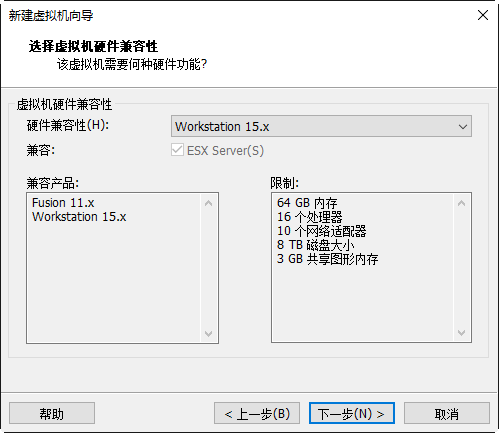 新建虚拟机向导
选择虚拟机硬件兼容性
该虚拟机需要何种硬件功能?
虚拟机硬件兼容性
硬件兼容性(H):
Workstation 15.x
兼容:
ESX Server(S)
兼容产品:
Fusion 11.x
Workstation 15.x
限制:
64 GB 内存
16 个处理器
10 个网络适配器
8 TB 磁盘大小
3 GB 共享图形内存
帮助
< 上一步(B)
下一步(N) >
取消